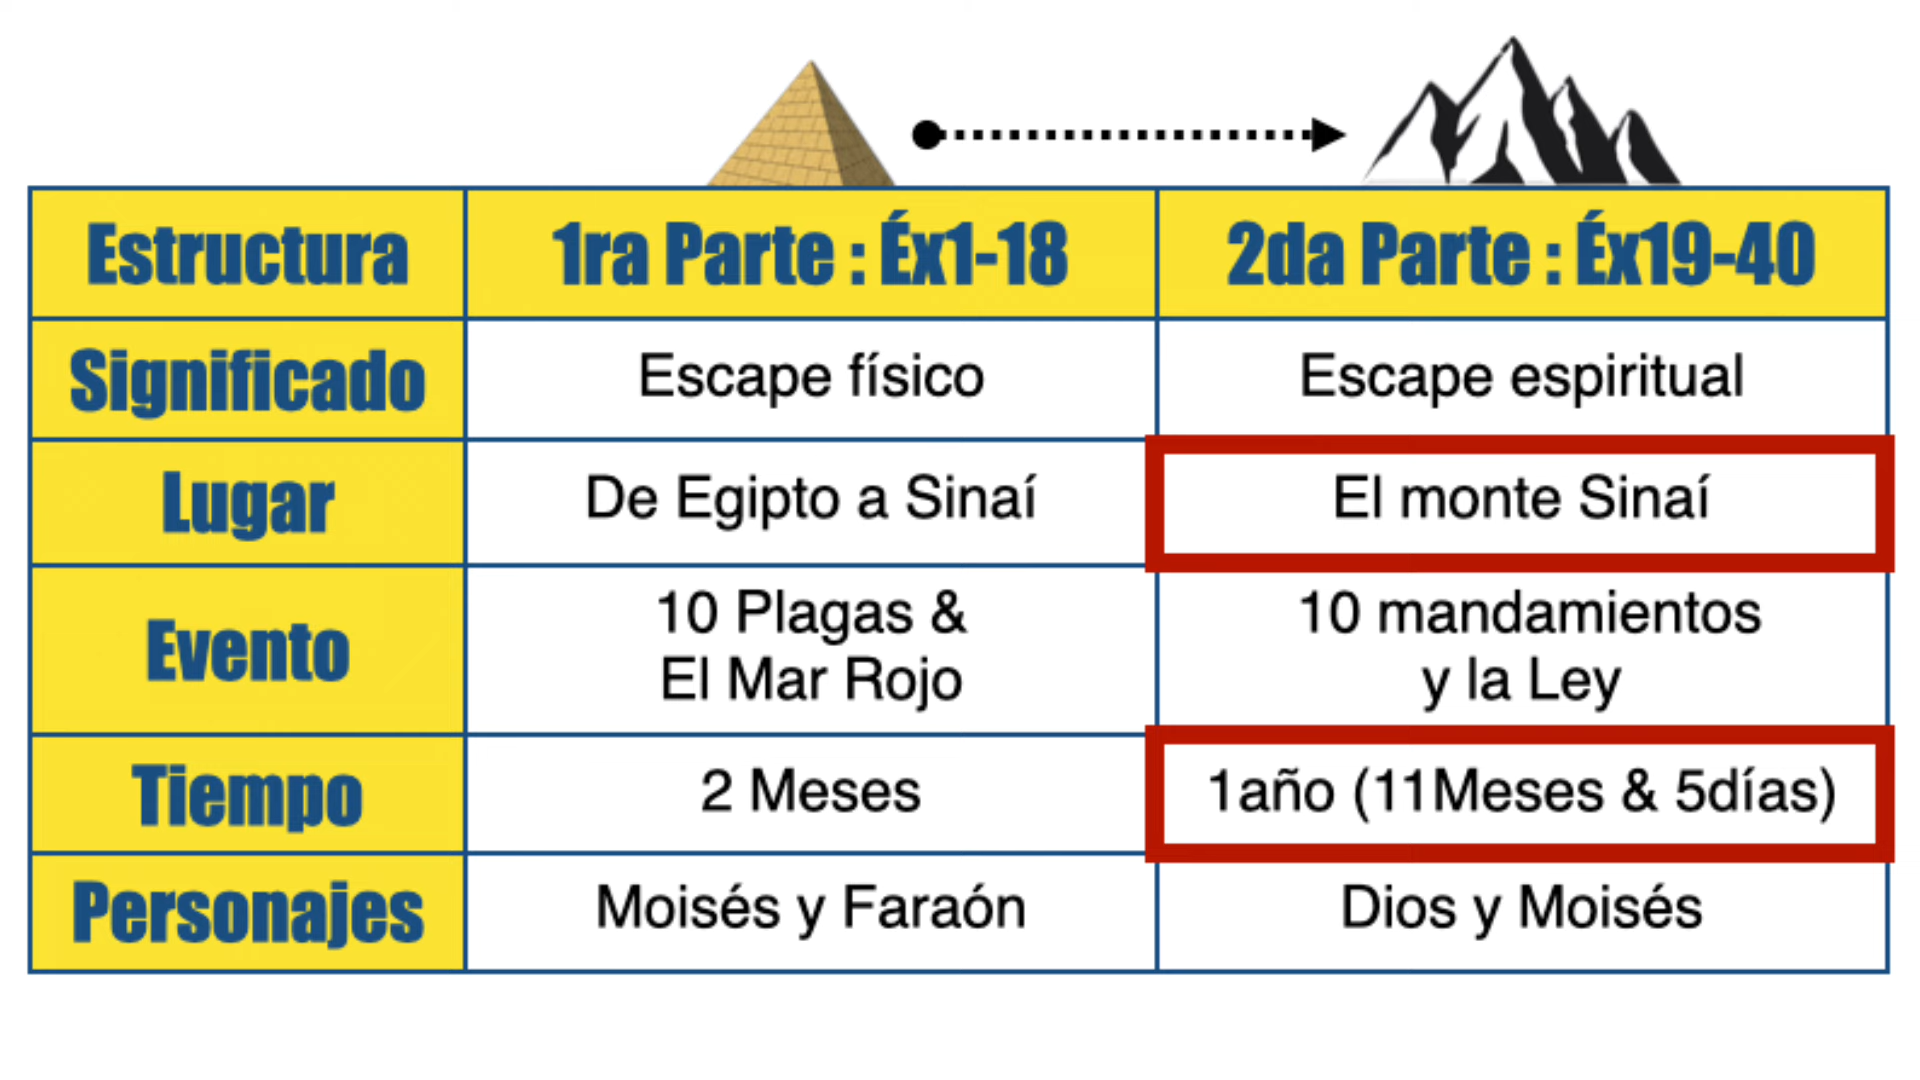 Estructura
1ra Parte : Éx1-18
2da Parte : Éx19-40
Significado
Escape físico
Escape espiritual
Lugar
De Egipto a Sinaí
El monte Sinaí
Evento
10 Plagas &
El Mar Rojo
10 mandamientos
y la Ley
Tiempo
2 Meses
1año (11Meses & 5días)
Personajes
Moisés y Faraón
Dios y Moisés